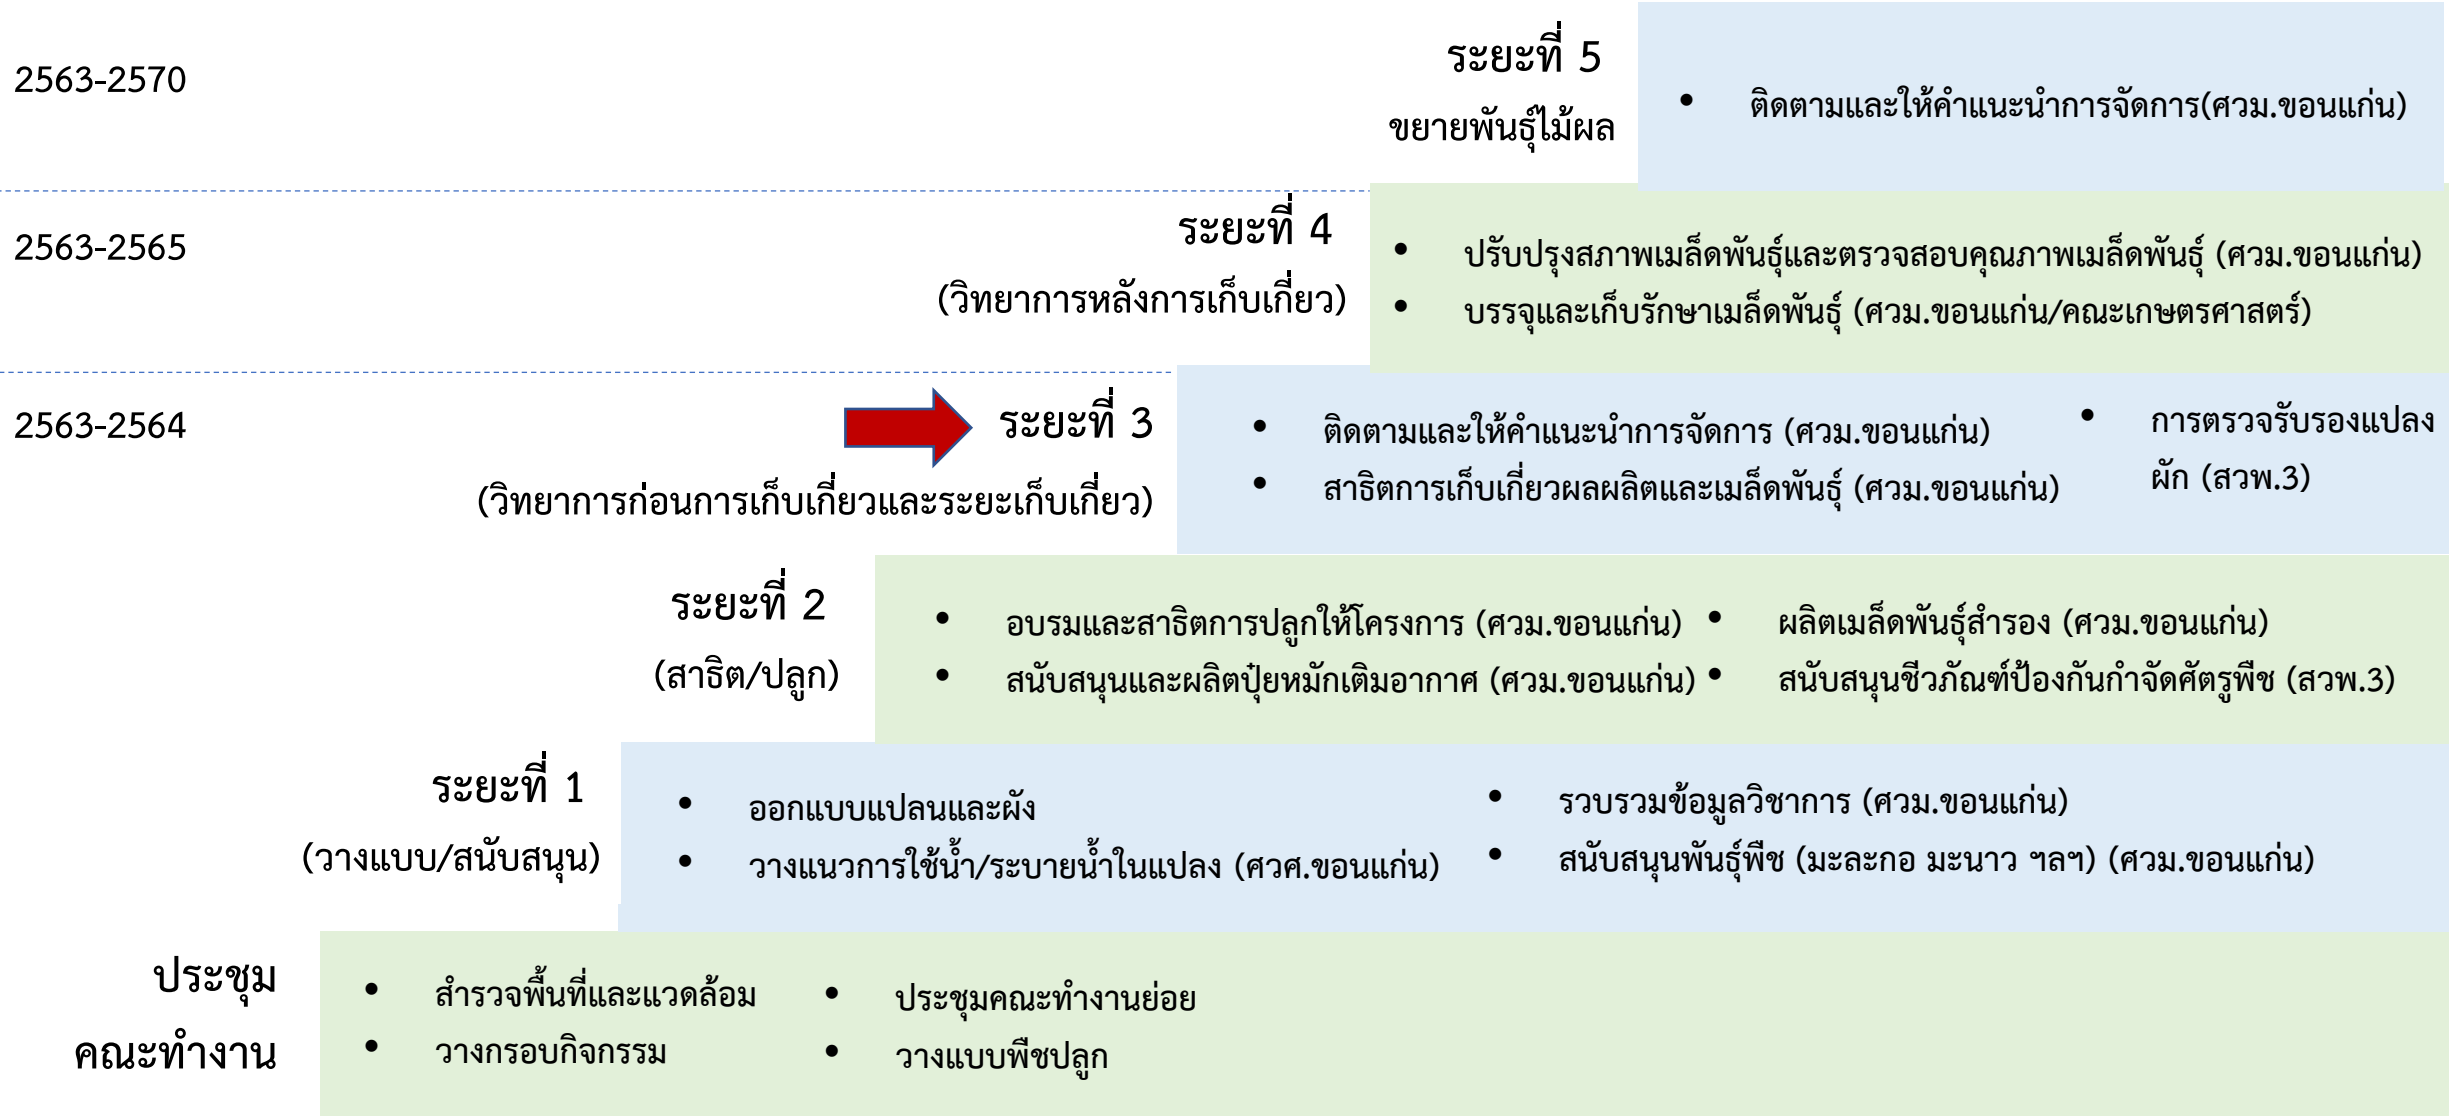 2563-2570
ระยะที่ 5
ขยายพันธุ์ไม้ผล
• ติดตามและให้คำแนะนำการจัดการ(ศวม.ขอนแก่น)
2563-2565
ระยะที่ 4
(วิทยาการหลังการเก็บเกี่ยว)
• ปรับปรุงสภาพเมล็ดพันธุ์และตรวจสอบคุณภาพเมล็ดพันธุ์ (ศวม.ขอนแก่น)
• บรรจุและเก็บรักษาเมล็ดพันธุ์ (ศวม.ขอนแก่น/คณะเกษตรศาสตร์)
2563-2564
ระยะที่ 3
(วิทยาการก่อนการเก็บเกี่ยวและระยะเก็บเกี่ยว)
• ติดตามและให้คำแนะนำการจัดการ (ศวม.ขอนแก่น)
• สาธิตการเก็บเกี่ยวผลผลิตและเมล็ดพันธุ์ (ศวม.ขอนแก่น)
• การตรวจรับรองแปลง
ผัก (สวพ.3)
ระยะที่ 2
(สาธิต/ปลูก)
• อบรมและสาธิตการปลูกให้โครงการ (ศวม.ขอนแก่น)
• สนับสนุนและผลิตปุ๋ยหมักเติมอากาศ (ศวม.ขอนแก่น)
• ผลิตเมล็ดพันธุ์สำรอง (ศวม.ขอนแก่น)
• สนับสนุนชีวภัณฑ์ป้องกันกำจัดศัตรูพืช (สวพ.3)
ระยะที่ 1
(วางแบบ/สนับสนุน)
• ออกแบบแปลนและผัง
• วางแนวการใช้น้ำ/ระบายน้ำในแปลง (ศวศ.ขอนแก่น)
• รวบรวมข้อมูลวิชาการ (ศวม.ขอนแก่น)
• สนับสนุนพันธุ์พืช (มะละกอ มะนาว ฯลฯ) (ศวม.ขอนแก่น)
ประชุม
คณะทำงาน
• สำรวจพื้นที่และแวดล้อม
• วางกรอบกิจกรรม
• ประชุมคณะทำงานย่อย
• วางแบบพืชปลูก